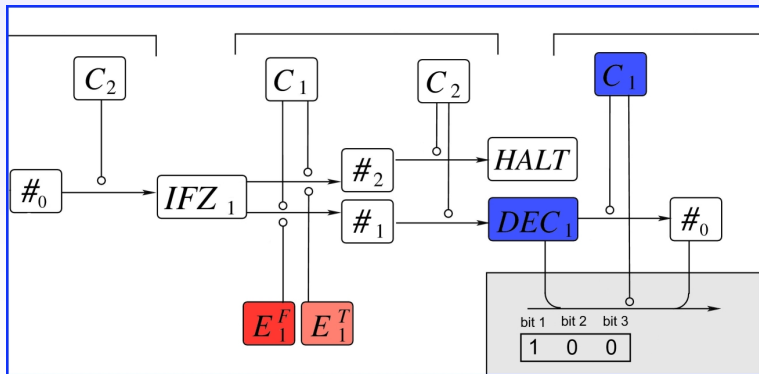 C₂ C₁ C₂ C₁
#₀ IFZ₁ #₂ HALT
#₁ DEC₁ #₀
E₁ᶠ E₁ᵀ
bit 1 bit 2 bit 3
1 0 0